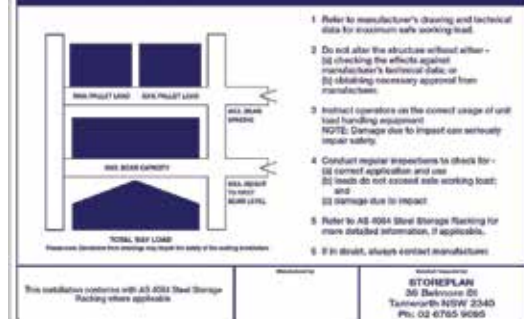 1 Refer to manufacturer's drawing and technical
data for maximum safe working load.
2 Do not alter the structure without either –
(a) checking the effects against
manufacturer's technical data; or
(b) obtaining necessary approval from
manufacturer.
3 Instruct operators on the correct usage of unit
load handling equipment
NOTE: Damage due to impact can seriously
impair safety.
4 Conduct regular inspections to check for –
(a) correct application and use
(b) loads do not exceed safe working load;
and
(c) damage due to impact
5 Refer to AS 4084 Steel Storage Racking for
more detailed information, if applicable.
6 If in doubt, always contact manufacturer.
MAX. PALLET LOAD
MAX. PALLET LOAD
MAX. BEAM
MAX. BEAM CAPACITY
MAX. HEIGHT
TO FIRST
BEAM LEVEL
TOTAL BAY LOAD
This installation conforms with AS 4084 Steel Storage
Racking where applicable
STOREPLAN
Tamworth NSW 2340
Ph: 02 6765 9095